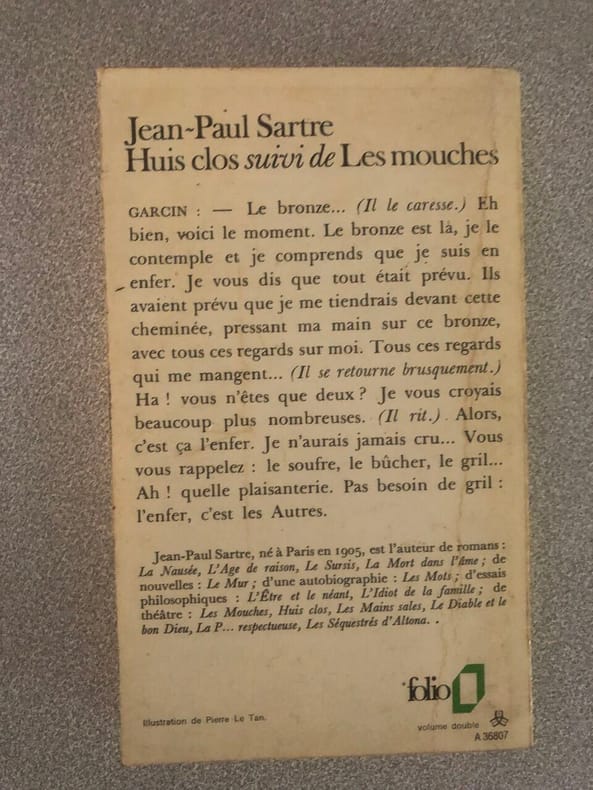 Jean-Paul Sartre
Huis clos suivi de Les mouches
GARCIN : — Le bronze... (Il le caresse.) Eh
bien, voici le moment. Le bronze est là, je le
contemple et je comprends que je suis en
enfer. Je vous dis que tout était prévu. Ils
avaient prévu que je me tiendrais devant cette
cheminée, pressant ma main sur ce bronze,
avec tous ces regards sur moi. Tous ces regards
qui me mangent... (Il se retourne brusquement.)
Ha ! vous n'êtes que deux ? Je vous croyais
beaucoup plus nombreuses. (Il rit.) Alors,
c'est ça l'enfer. Je n'aurais jamais cru... Vous
vous rappelez : le soufre, le bûcher, le gril...
Ah ! quelle plaisanterie. Pas besoin de gril :
l'enfer, c'est les Autres.
Jean-Paul Sartre, né à Paris en 1905, est l'auteur de romans :
La Nausée, L'Age de raison, Le Sursis, La Mort dans l'âme ; de
nouvelles : Le Mur ; d'une autobiographie : Les Mots ; d'essais
philosophiques : L'Être et le néant, L'Idiot de la famille ; de
théâtre : Les Mouches, Huis clos, Les Mains sales, Le Diable et le
bon Dieu, La P... respectueuse, Les Séquestrés d'Altona. .
folio
Illustration de Pierre Le Tan.
volume double
A 36807